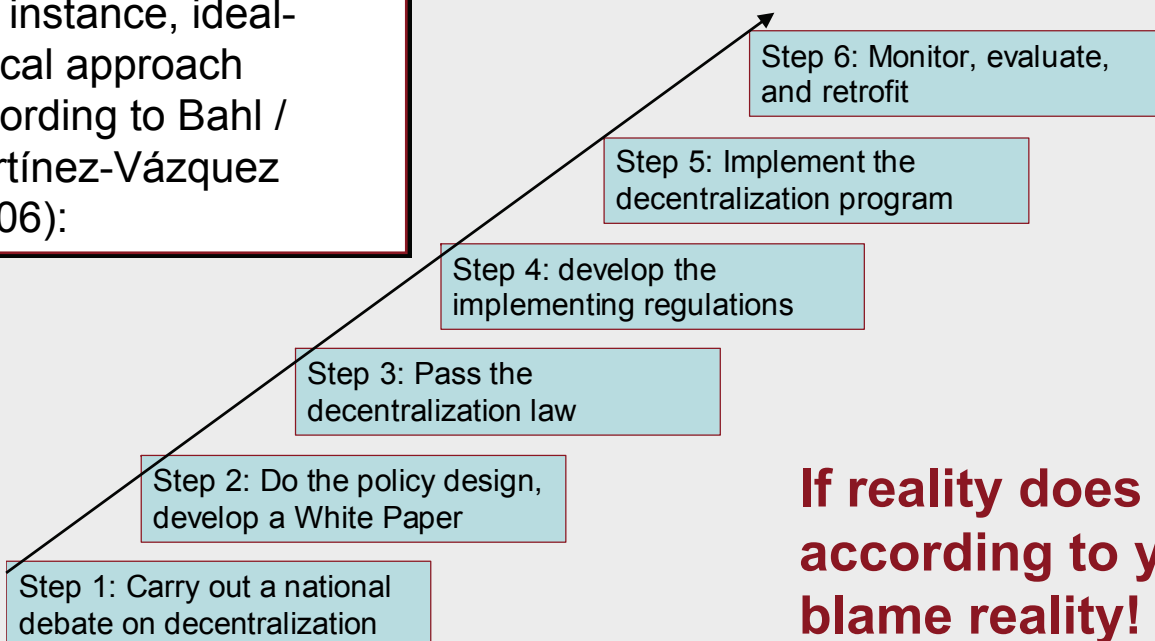 instance, ideal-
cal approach
ording to Bahl /
rtínez-Vázquez
06):
Step 6: Monitor, evaluate,
and retrofit
Step 5: Implement the
decentralization program
Step 4: develop the
implementing regulations
Step 3: Pass the
decentralization law
Step 2: Do the policy design,
develop a White Paper
Step 1: Carry out a national
debate on decentralization
If reality does
according to y
blame reality!